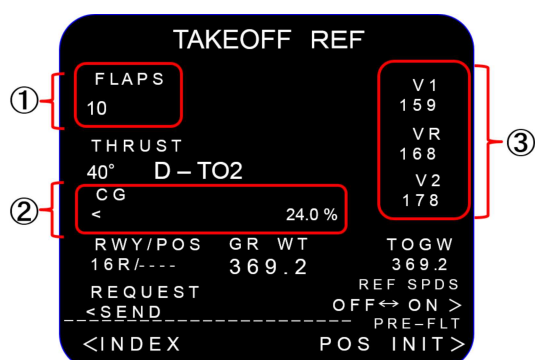 TAKEOFF REF
FLAPS V1
① 10 159 ③
VR
THRUST 168
40° D – TO2 V2
② CG 178
< 24.0 %
RWY/POS GR WT TOGW
16R/---- 369.2 369.2
REF SPDS
REQUEST OFF↔ ON >
<SEND
PRE–FLT
<INDEX POS INIT>